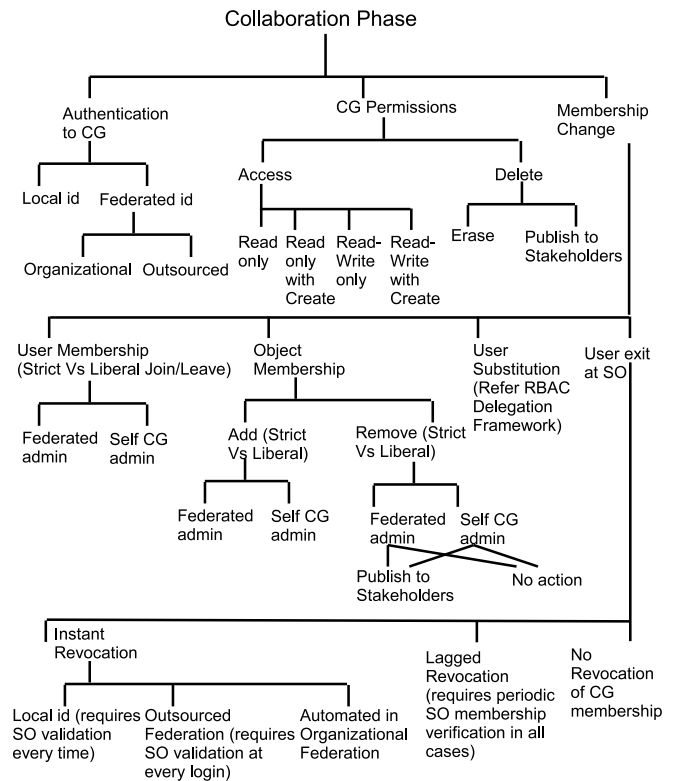 Collaboration Phase
Authentication
to CG
CG Permissions
Membership
Change
Local id
Federated id
Access
Delete
Organizational
Outsourced
Read
only
Read
only
with
Create
Read-
Write
only
Read-
Write
with
Create
Erase
Publish to
Stakeholders
User Membership
(Strict Vs Liberal Join/Leave)
Object
Membership
User
Substitution
(Refer RBAC
Delegation
Framework)
User exit
at SO
Federated
admin
Self CG
admin
Add (Strict
Vs Liberal)
Remove (Strict
Vs Liberal)
Federated
admin
Self CG
admin
Federated
admin
Self CG
admin
Publish to
Stakeholders
No action
Instant
Revocation
Lagged
Revocation
(requires periodic
SO membership
verification in all
cases)
No
Revocation
of CG
membership
Local id (requires
SO validation
every time)
Outsourced
Federation (requires
SO validation at
every login)
Automated in
Organizational
Federation